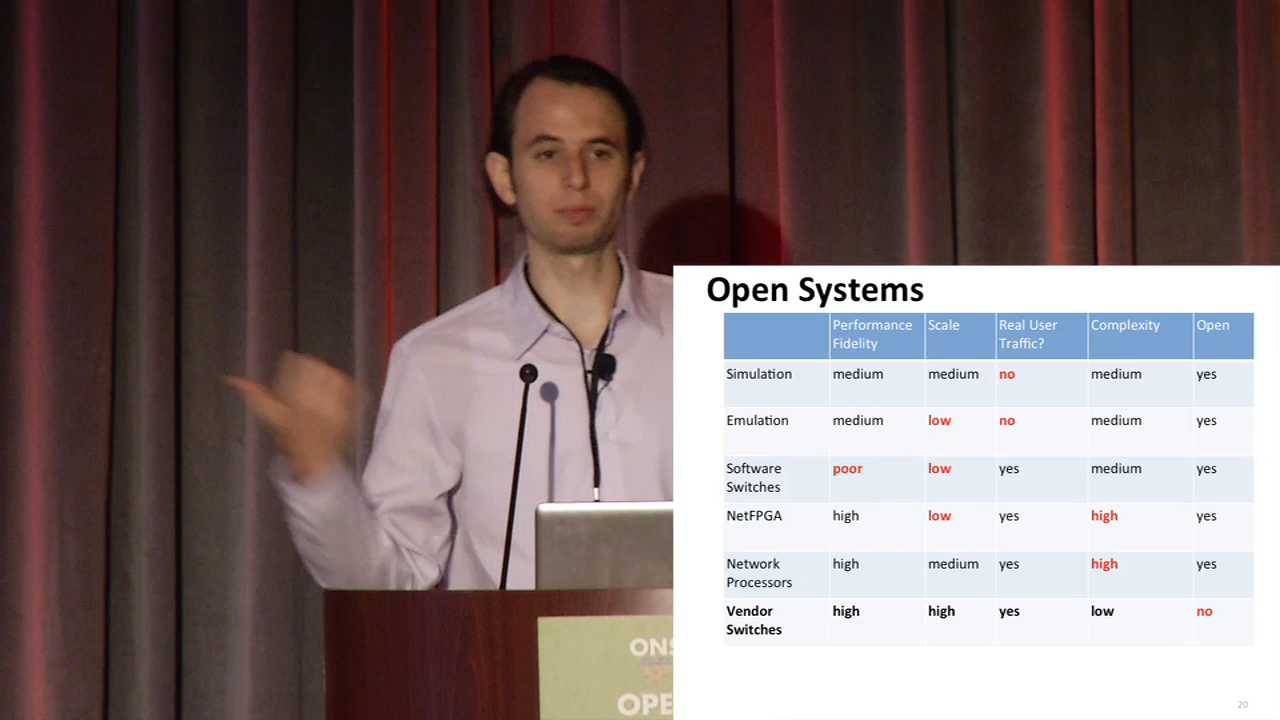 Open Systems
Performance Fidelity Scale Real User Traffic? Complexity Open
Simulation medium medium no medium yes
Emulation medium low no medium yes
Software Switches poor low yes medium yes
NetFPGA high low yes high yes
Network Processors high medium yes high yes
Vendor Switches high high yes low no
ONS
OPE
20